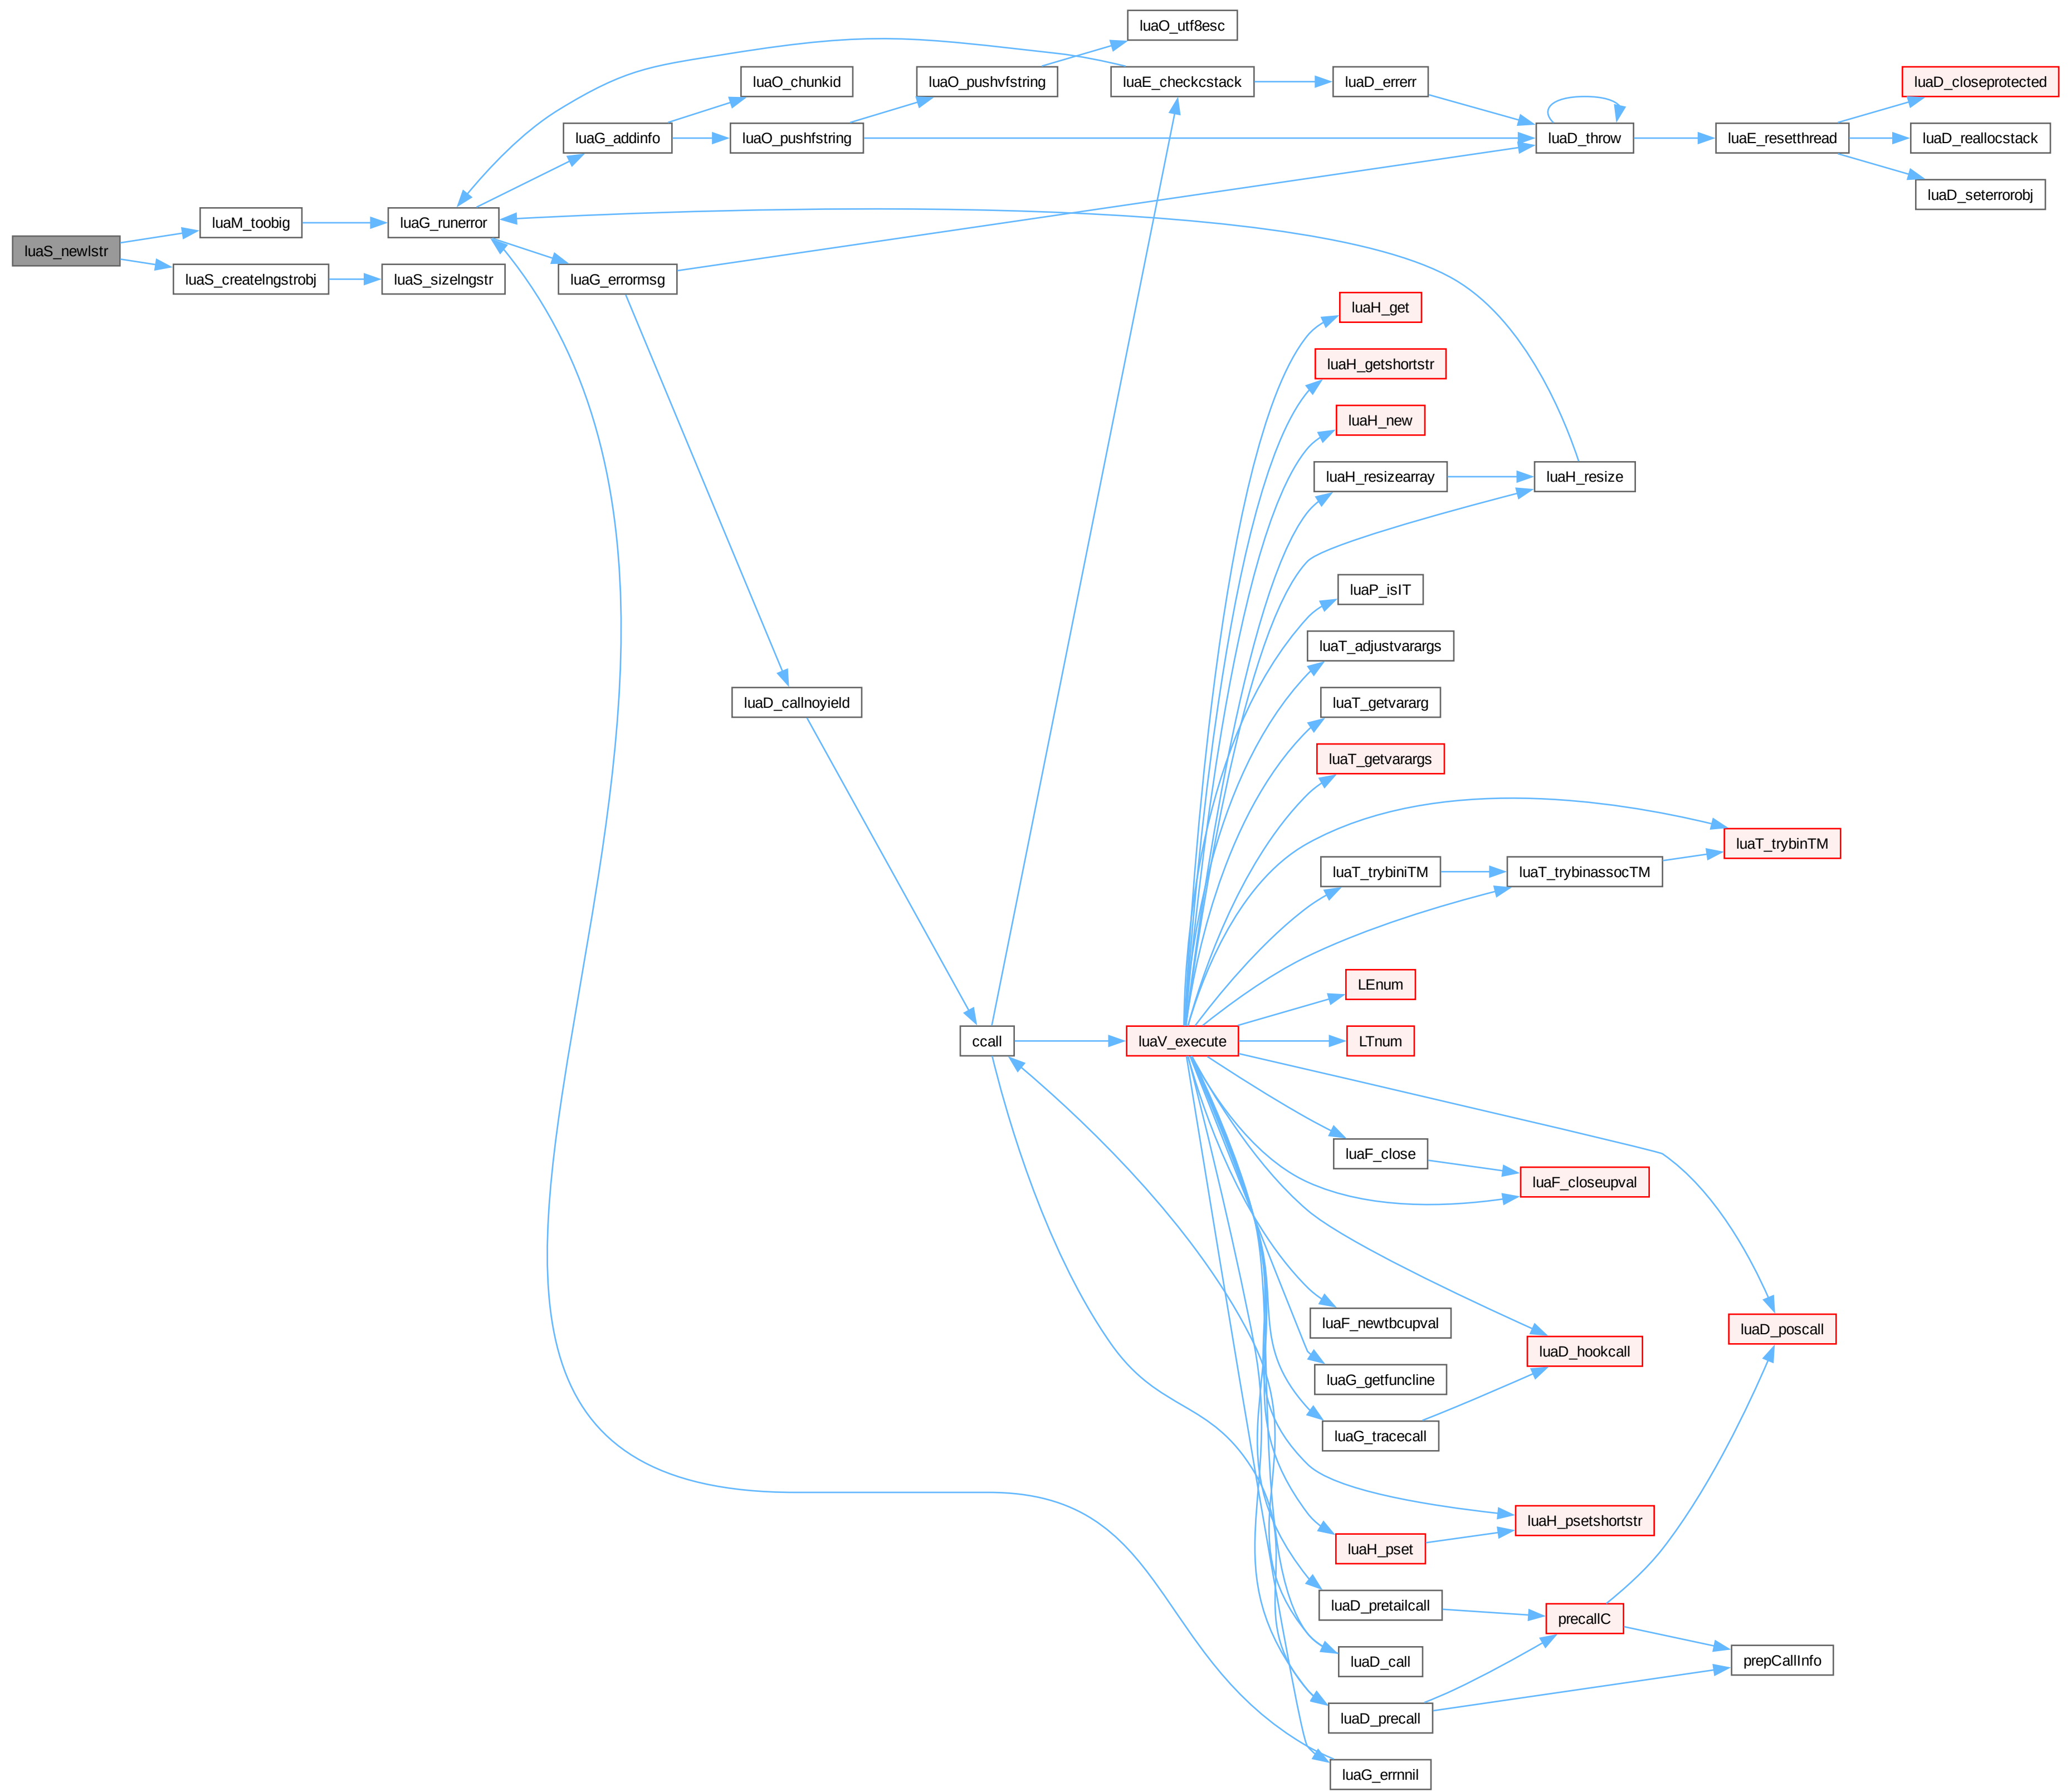 luaO_utf8esc
luaO_chunkid
luaO_pushvfstring
luaE_checkcstack
luaD_errerr
luaD_closeprotected
luaG_addinfo
luaO_pushfstring
luaD_throw
luaE_resetthread
luaD_reallocstack
luaD_seterrorobj
luaM_toobig
luaG_runerror
luaS_newlstr
luaS_createlngstrobj
luaS_sizelngstr
luaG_errormsg
luaH_get
luaH_getshortstr
luaH_new
luaH_resizearray
luaH_resize
luaP_isIT
luaT_adjustvarargs
luaD_callnoyield
luaT_getvararg
luaT_getvarargs
luaT_trybinTM
luaT_trybiniTM
luaT_trybinassocTM
LEnum
ccall
luaV_execute
LTnum
luaF_close
luaF_closeupval
luaF_newtbcupval
luaD_poscall
luaD_hookcall
luaG_getfuncline
luaG_tracecall
luaH_psetshortstr
luaH_pset
luaD_pretailcall
precallC
luaD_call
prepCallInfo
luaD_precall
luaG_errnnil